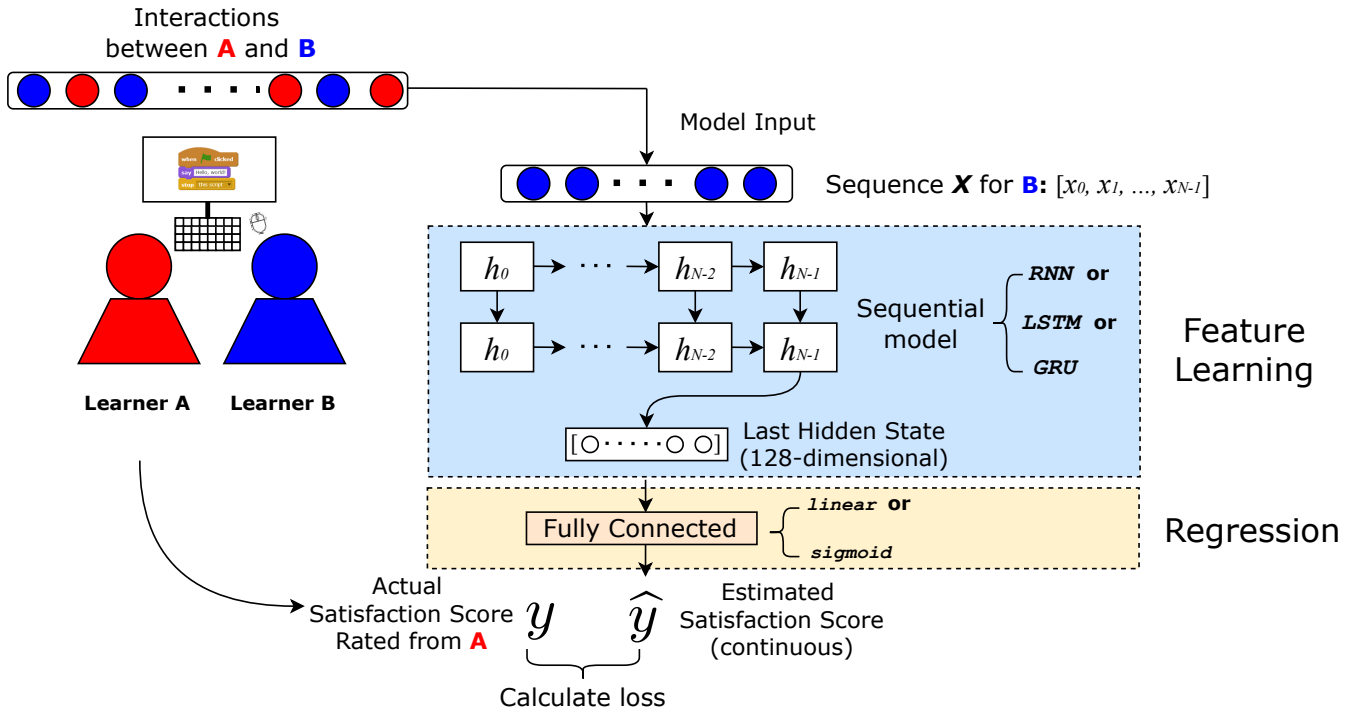 Interactions
between A and B
Model Input
when clicked
say Hello, world!
stop this script
Sequence X for B: [x0, x1, ..., xN-1]
h0 · · · hN-2 hN-1
h0 · · · hN-2 hN-1
Sequential
model
RNN or
LSTM or
GRU
Feature
Learning
Learner A
Learner B
[ · · · · · ]
Last Hidden State
(128-dimensional)
Fully Connected
linear or
sigmoid
Regression
Actual
Satisfaction Score
Rated from A
y
ŷ
Estimated
Satisfaction Score
(continuous)
Calculate loss